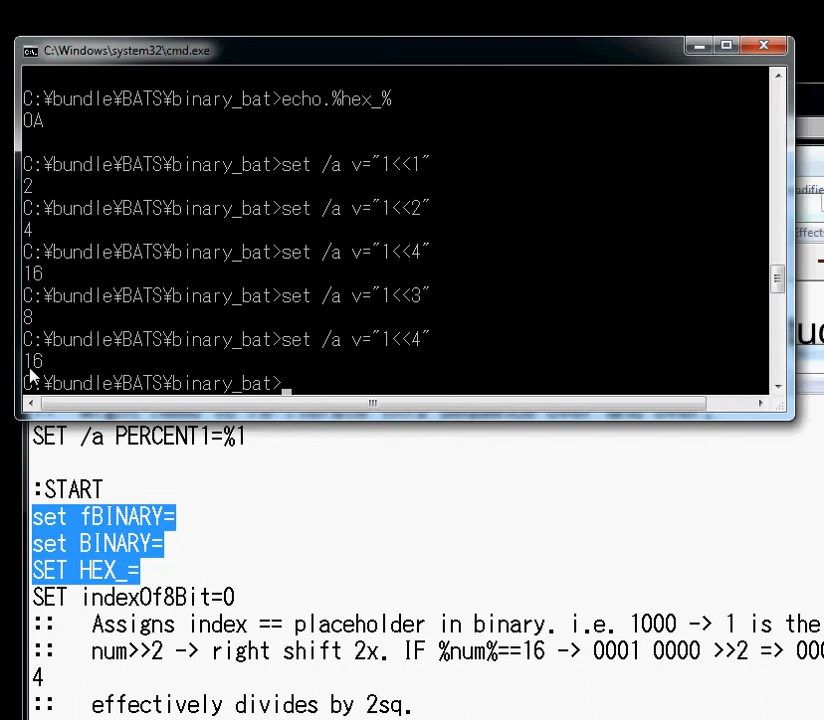 C:\Windows\system32\cmd.exe
C:¥bundle¥BATS¥binary_bat>echo.%hex_%
0A
C:¥bundle¥BATS¥binary_bat>set /a v="1<<1"
2
C:¥bundle¥BATS¥binary_bat>set /a v="1<<2"
4
C:¥bundle¥BATS¥binary_bat>set /a v="1<<4"
16
C:¥bundle¥BATS¥binary_bat>set /a v="1<<3"
8
C:¥bundle¥BATS¥binary_bat>set /a v="1<<4"
16
C:¥bundle¥BATS¥binary_bat>_
SET /a PERCENT1=%1
:START
set fBINARY=
set BINARY=
SET HEX_=
SET indexOf8Bit=0
:: Assigns index == placeholder in binary. i.e. 1000 -> 1 is the
:: num>>2 -> right shift 2x. IF %num%==16 -> 0001 0000 >>2 => 000
4
:: effectively divides by 2sq.